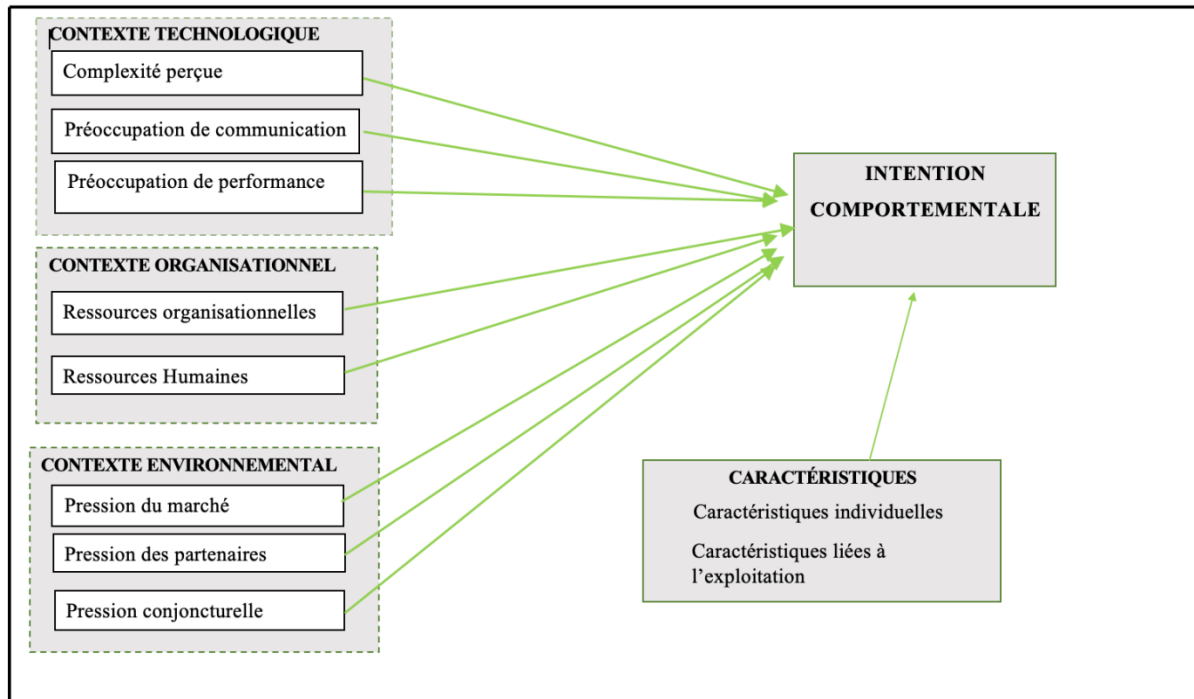 CONTEXTE TECHNOLOGIQUE
Complexité perçue
Préoccupation de communication
Préoccupation de performance
CONTEXTE ORGANISATIONNEL
Ressources organisationnelles
Ressources Humaines
CONTEXTE ENVIRONNEMENTAL
Pression du marché
Pression des partenaires
Pression conjoncturelle
INTENTION
COMPORTEMENTALE
CARACTÉRISTIQUES
Caractéristiques individuelles
Caractéristiques liées à
l’exploitation